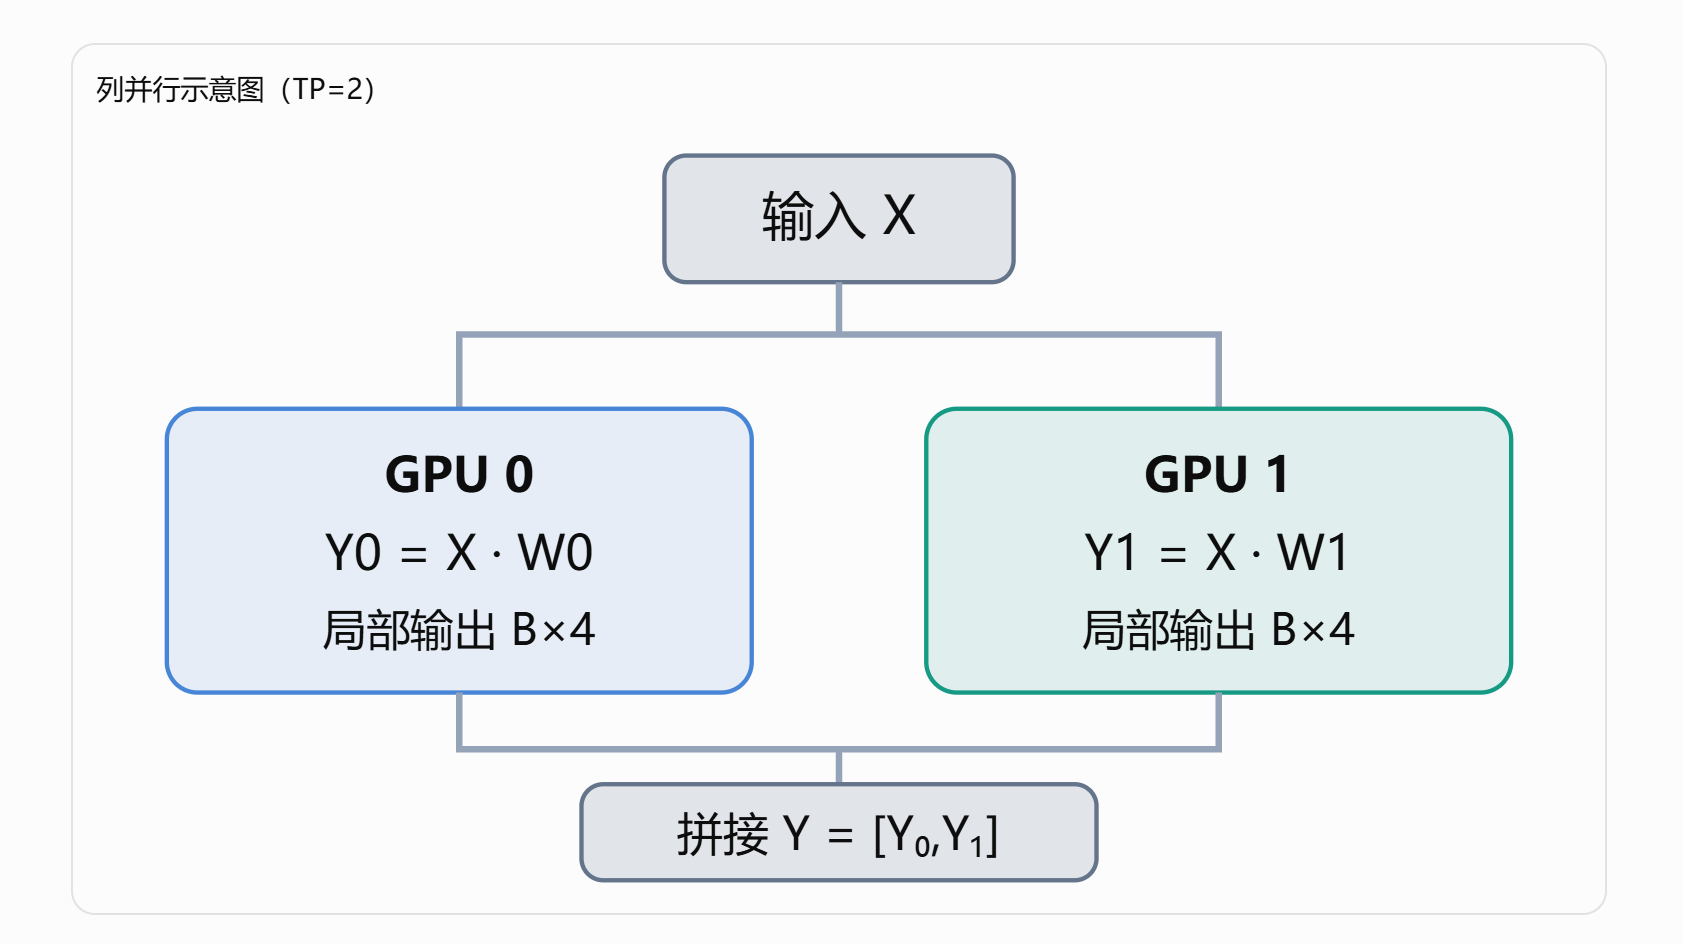 列并行示意图（TP=2）
输入 X
GPU 0
Y0 = X · W0
局部输出 B×4
GPU 1
Y1 = X · W1
局部输出 B×4
拼接 Y = [Y₀,Y₁]